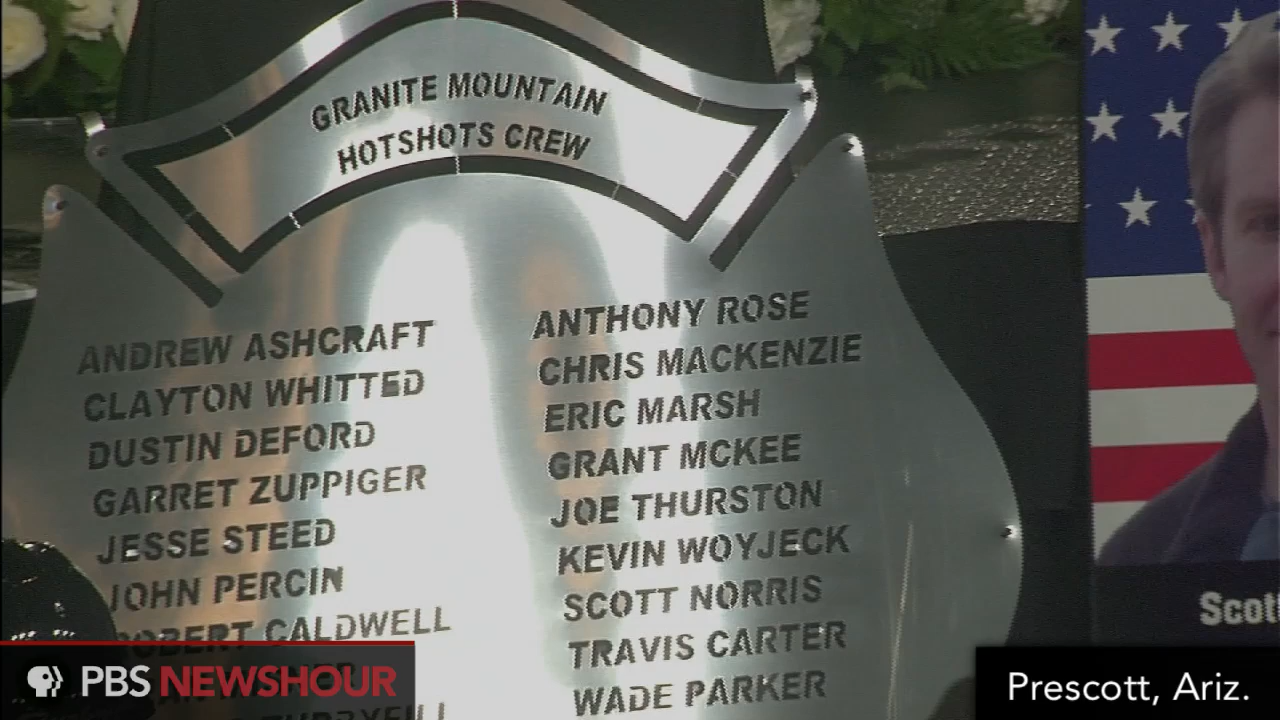 GRANITE MOUNTAIN
HOTSHOTS CREW
ANDREW ASHCRAFT
CLAYTON WHITTED
DUSTIN DEFORD
GARRET ZUPPIGER
JESSE STEED
JOHN PERCIN
ROBERT CALDWELL
ANTHONY ROSE
CHRIS MACKENZIE
ERIC MARSH
GRANT MCKEE
JOE THURSTON
KEVIN WOYJECK
SCOTT NORRIS
TRAVIS CARTER
WADE PARKER
Scott
PBS NEWSHOUR
Prescott, Ariz.